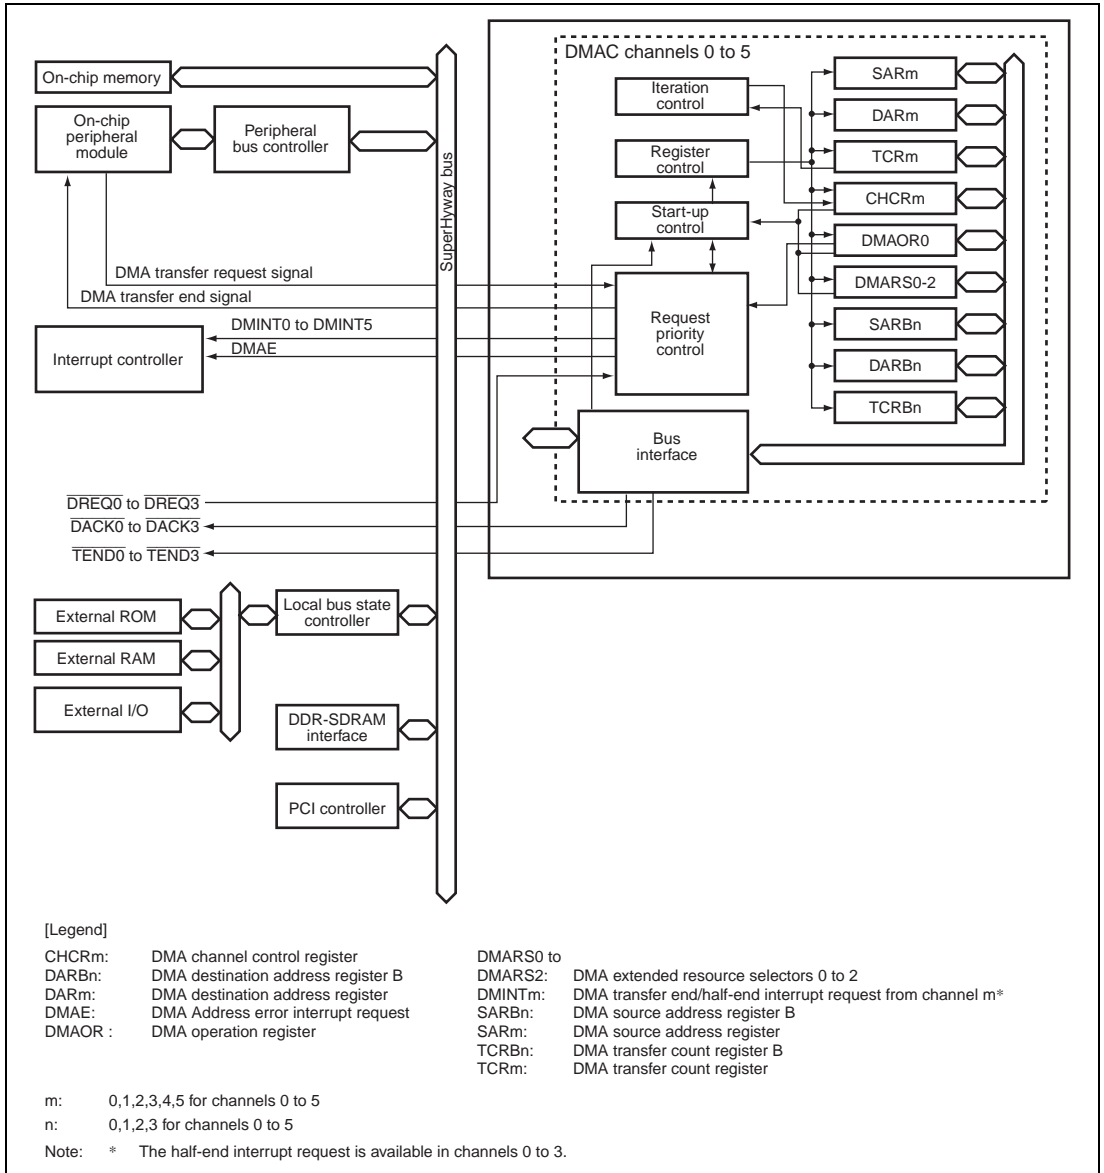 DMAC channels 0 to 5
On-chip memory
On-chip
peripheral
module
Peripheral
bus controller
SuperHyway bus
Iteration
control
Register
control
Start-up
control
Request
priority
control
Bus
interface
SARm
DARm
TCRm
CHCRm
DMAOR0
DMARS0-2
SARBn
DARBn
TCRBn
DMA transfer request signal
DMA transfer end signal
DMINT0 to DMINT5
DMAE
Interrupt controller
DREQ0 to DREQ3
DACK0 to DACK3
TEND0 to TEND3
External ROM
External RAM
External I/O
Local bus state
controller
DDR-SDRAM
interface
PCI controller
[Legend]
CHCRm: DMA channel control register
DARBn: DMA destination address register B
DARm: DMA destination address register
DMAE: DMA Address error interrupt request
DMAOR : DMA operation register
DMARS0 to
DMARS2: DMA extended resource selectors 0 to 2
DMINTm: DMA transfer end/half-end interrupt request from channel m*
SARBn: DMA source address register B
SARm: DMA source address register
TCRBn: DMA transfer count register B
TCRm: DMA transfer count register
m: 0,1,2,3,4,5 for channels 0 to 5
n: 0,1,2,3 for channels 0 to 5
Note: * The half-end interrupt request is available in channels 0 to 3.